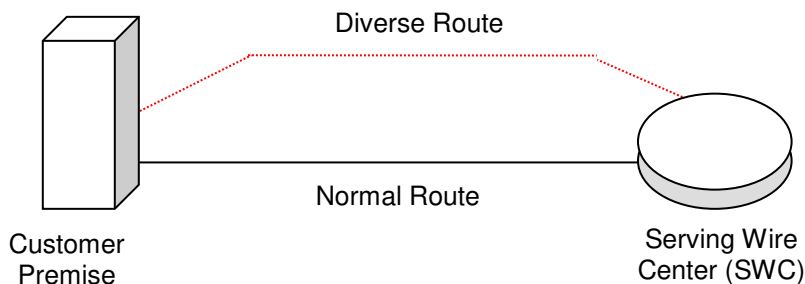 Diverse Route
Normal Route
Customer
Premise
Serving Wire
Center (SWC)